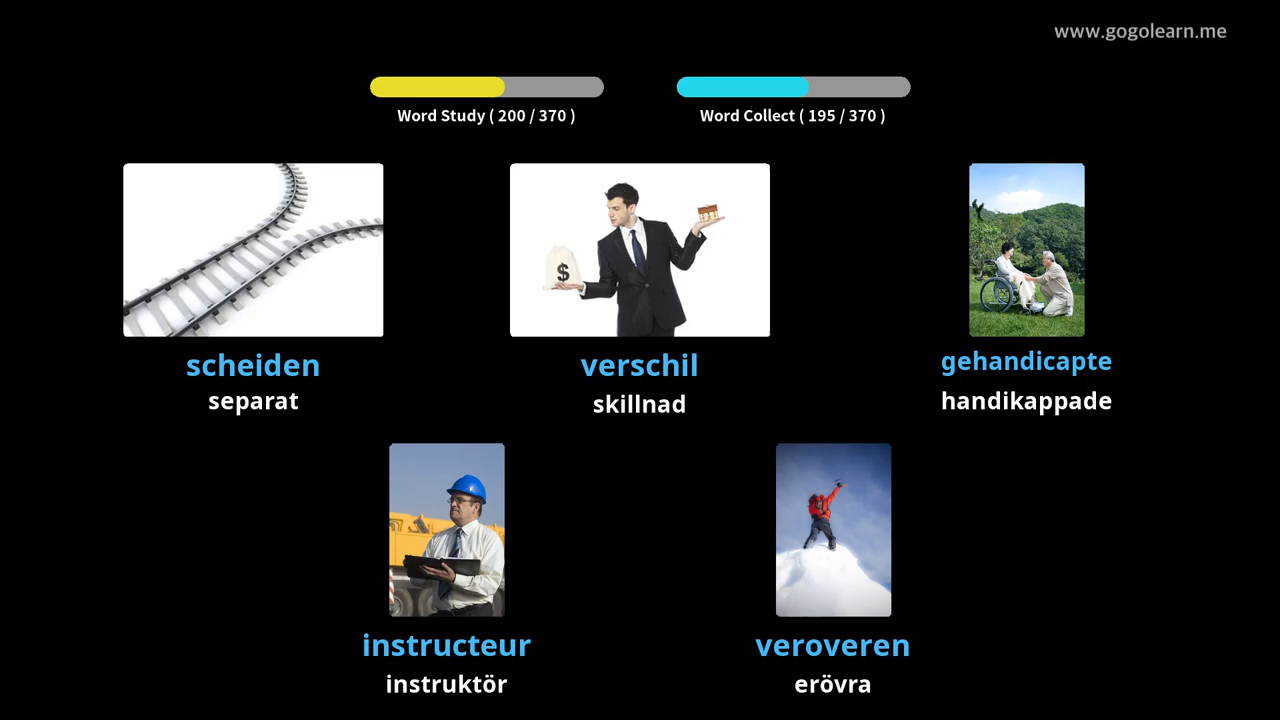 www.gogolearn.me
Word Study ( 200 / 370 )
Word Collect ( 195 / 370 )
scheiden
separat
verschil
skillnad
$
gehandicapte
handikappade
instructeur
instruktör
veroveren
erövra